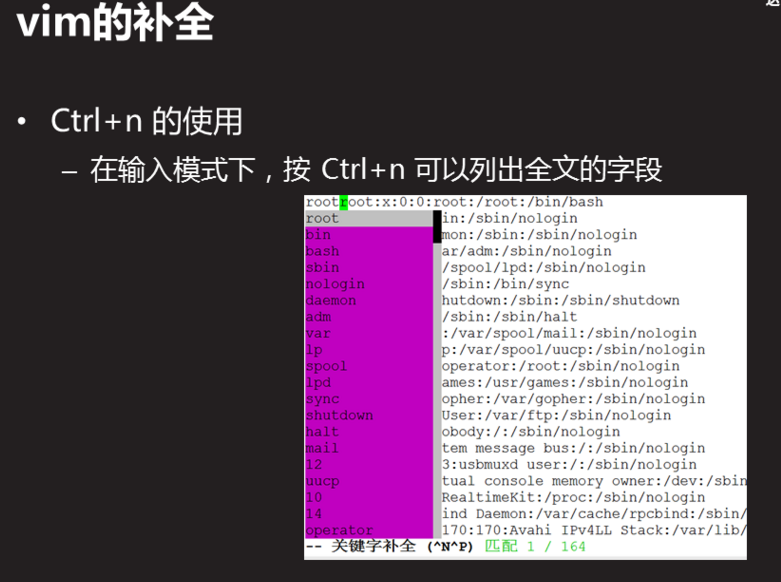 vim的补全
• Ctrl+n 的使用
– 在输入模式下，按 Ctrl+n 可以列出全文的字段
rootroot:x:0:0:root:/root:/bin/bash
root in:/sbin/nologin
bin mon:/sbin:/sbin/nologin
bash ar/adm:/sbin/nologin
sbin /spool/lpd:/sbin/nologin
nologin /sbin:/bin/sync
daemon hutdown:/sbin:/sbin/shutdown
adm /sbin:/sbin/halt
var :/var/spool/mail:/sbin/nologin
lp p:/var/spool/uucp:/sbin/nologin
spool operator:/root:/sbin/nologin
lpd ames:/usr/games:/sbin/nologin
sync opher:/var/gopher:/sbin/nologin
shutdown User:/var/ftp:/sbin/nologin
halt obody:/:/sbin/nologin
mail tem message bus:/:/sbin/nologin
12 3:usbmuxd user:/:/sbin/nologin
uucp tual console memory owner:/dev:/sbin
10 RealtimeKit:/proc:/sbin/nologin
14 ind Daemon:/var/cache/rpcbind:/sbin/
operator 170:170:Avahi IPv4LL Stack:/var/lib/
-- 关键字补全 (^N^P) 匹配 1 / 164